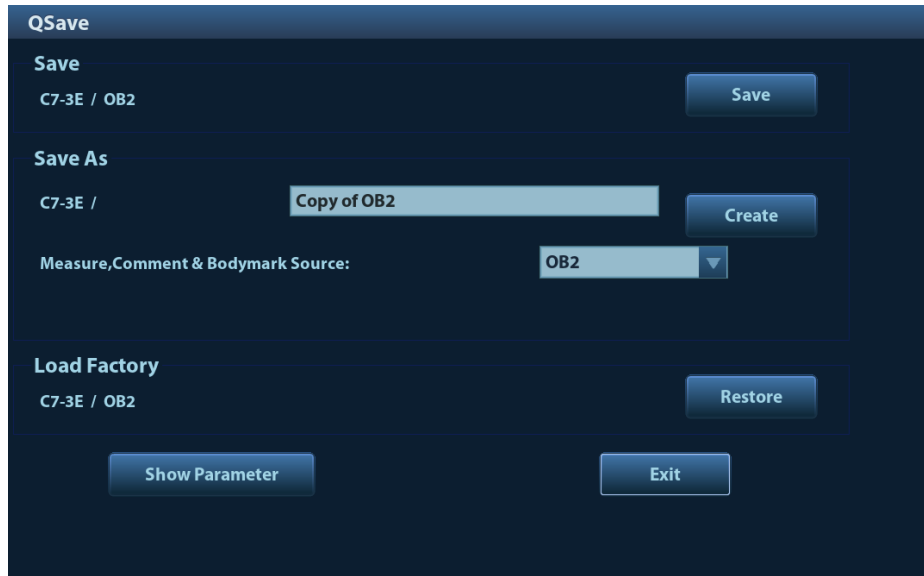 QSave
Save
C7-3E / OB2
Save
Save As
C7-3E /
Copy of OB2
Create
Measure,Comment & Bodymark Source:
OB2
Load Factory
C7-3E / OB2
Restore
Show Parameter
Exit